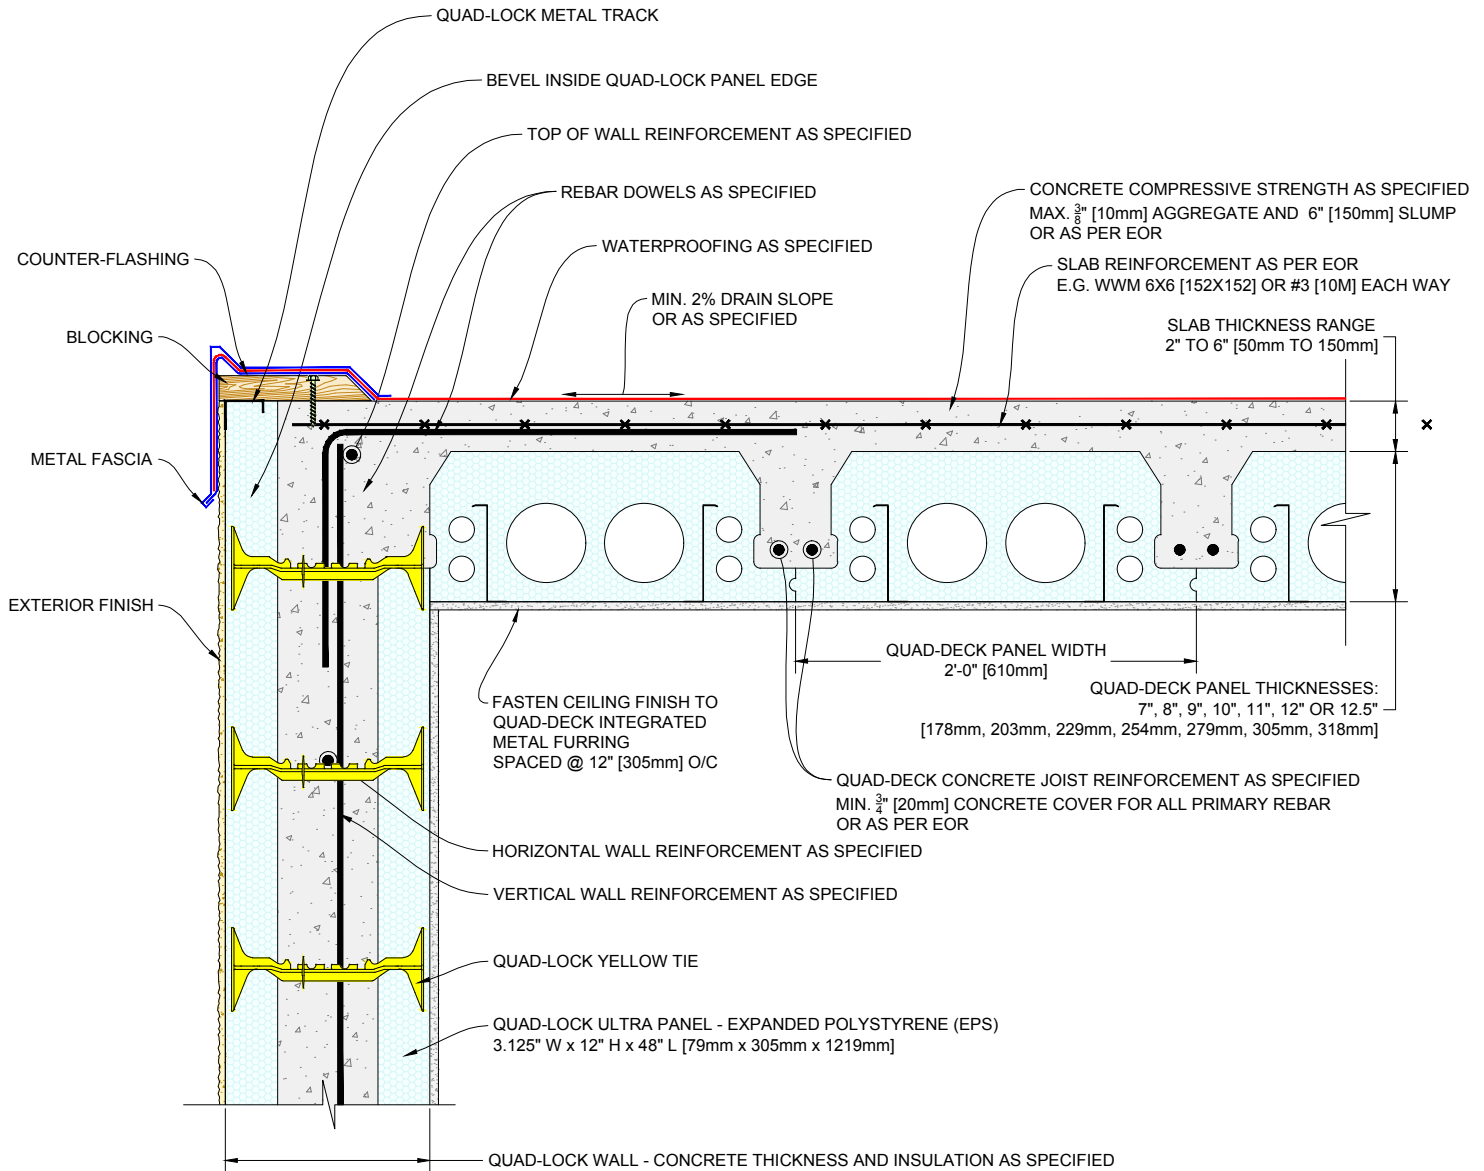 QUAD-LOCK METAL TRACK
BEVEL INSIDE QUAD-LOCK PANEL EDGE
TOP OF WALL REINFORCEMENT AS SPECIFIED
REBAR DOWELS AS SPECIFIED
WATERPROOFING AS SPECIFIED
MIN. 2% DRAIN SLOPE
OR AS SPECIFIED
CONCRETE COMPRESSIVE STRENGTH AS SPECIFIED
MAX. 3/8" [10mm] AGGREGATE AND 6" [150mm] SLUMP
OR AS PER EOR
SLAB REINFORCEMENT AS PER EOR
E.G. WWM 6X6 [152X152] OR #3 [10M] EACH WAY
SLAB THICKNESS RANGE
2" TO 6" [50mm TO 150mm]
COUNTER-FLASHING
BLOCKING
METAL FASCIA
EXTERIOR FINISH
QUAD-DECK PANEL WIDTH
2'-0" [610mm]
QUAD-DECK PANEL THICKNESSES:
7", 8", 9", 10", 11", 12" OR 12.5"
[178mm, 203mm, 229mm, 254mm, 279mm, 305mm, 318mm]
FASTEN CEILING FINISH TO
QUAD-DECK INTEGRATED
METAL FURRING
SPACED @ 12" [305mm] O/C
QUAD-DECK CONCRETE JOIST REINFORCEMENT AS SPECIFIED
MIN. 3/4" [20mm] CONCRETE COVER FOR ALL PRIMARY REBAR
OR AS PER EOR
HORIZONTAL WALL REINFORCEMENT AS SPECIFIED
VERTICAL WALL REINFORCEMENT AS SPECIFIED
QUAD-LOCK YELLOW TIE
QUAD-LOCK ULTRA PANEL - EXPANDED POLYSTYRENE (EPS)
3.125" W x 12" H x 48" L [79mm x 305mm x 1219mm]
QUAD-LOCK WALL - CONCRETE THICKNESS AND INSULATION AS SPECIFIED